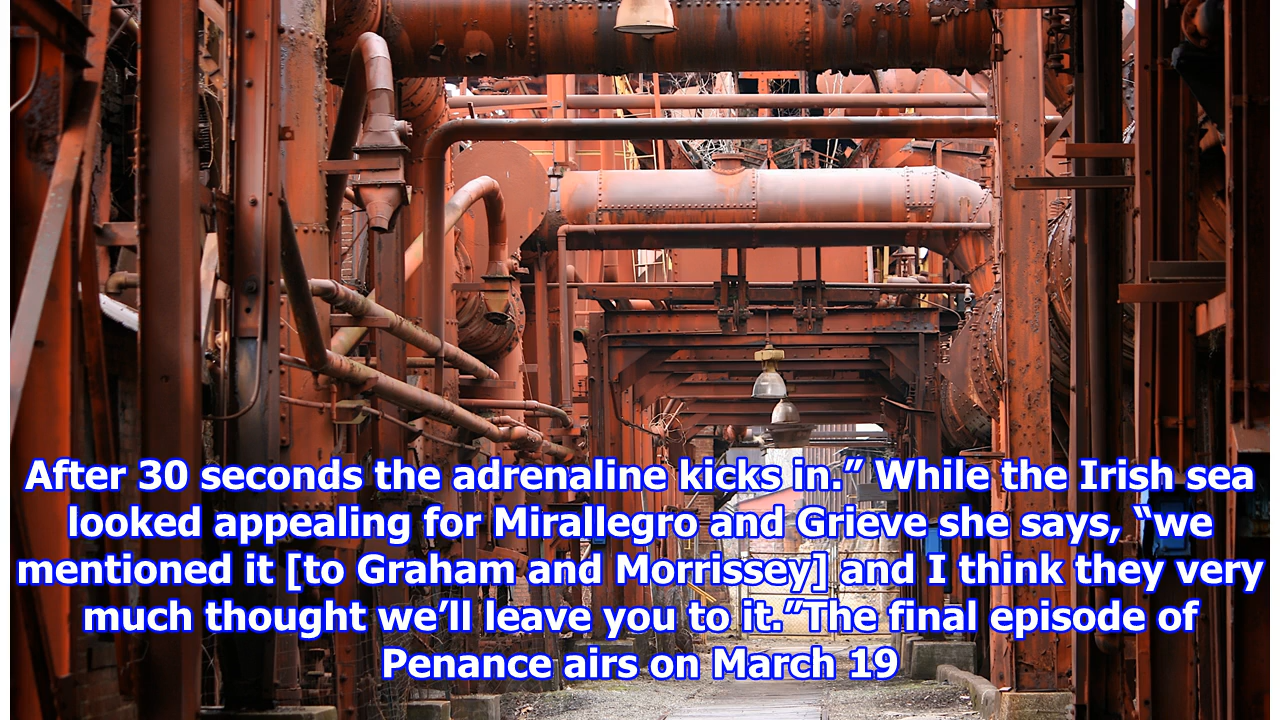 After 30 seconds the adrenaline kicks in.” While the Irish sea
looked appealing for Mirallegro and Grieve she says, “we
mentioned it [to Graham and Morrissey] and I think they very
much thought we’ll leave you to it.”The final episode of
Penance airs on March 19